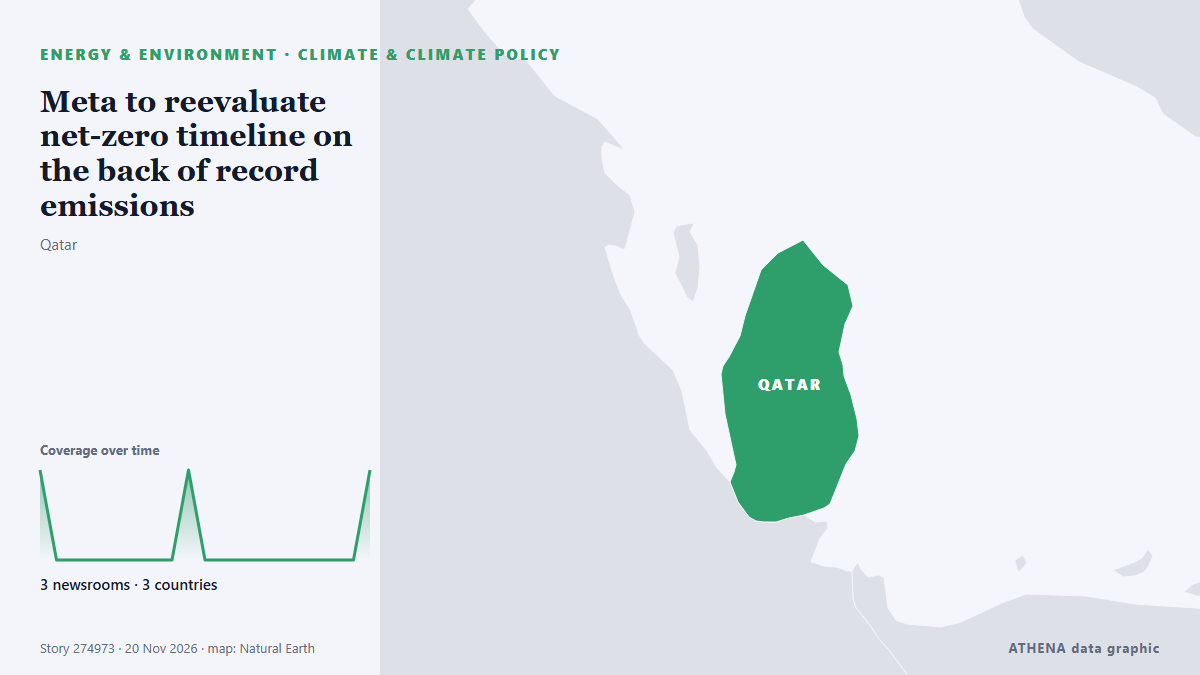 ENERGY & ENVIRONMENT · CLIMATE & CLIMATE POLICY
Meta to reevaluate
net-zero timeline on
the back of record
emissions
Qatar
QATAR
Coverage over time
3 newsrooms · 3 countries
Story 274973 · 20 Nov 2026 · map: Natural Earth
ATHENA data graphic